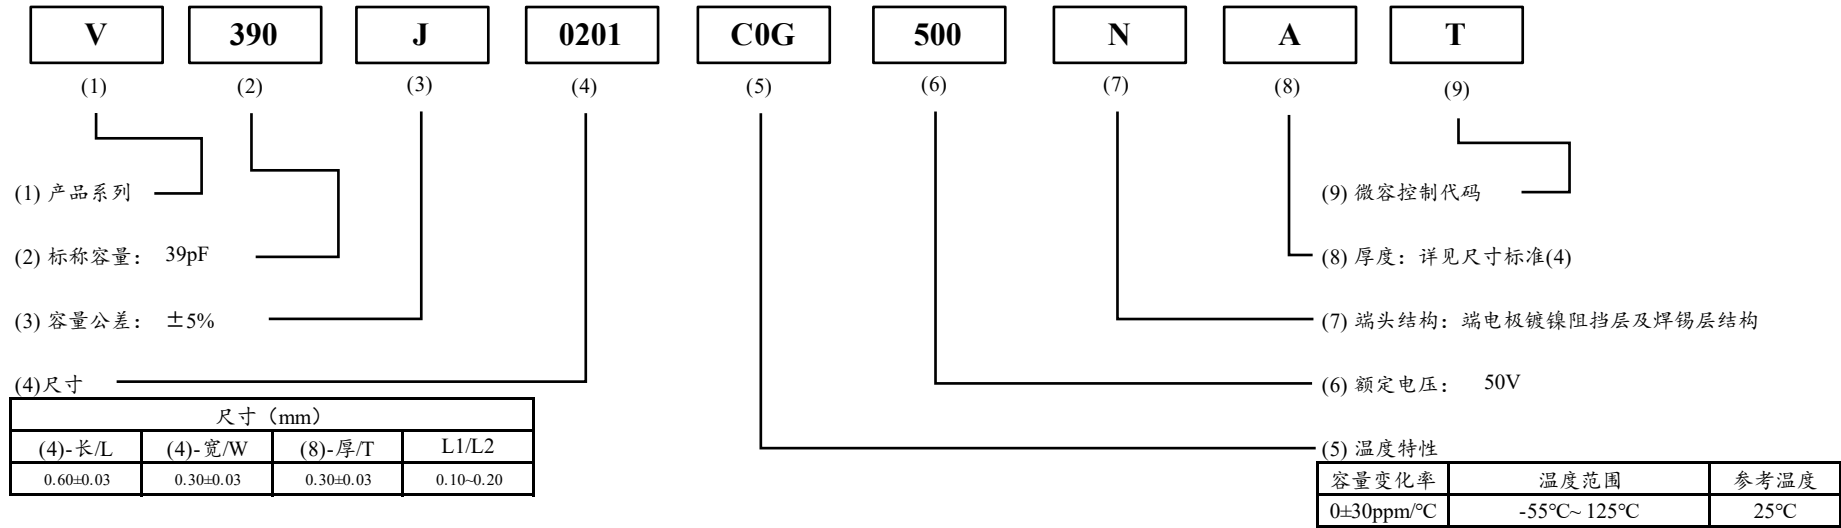 V 390 J 0201 C0G 500 N A T
(1) (2) (3) (4) (5) (6) (7) (8) (9)
(1) 产品系列
(9) 微容控制代码
(2) 标称容量： 39pF
(8) 厚度：详见尺寸标准(4)
(3) 容量公差： ±5%
(7) 端头结构：端电极镀镍阻挡层及焊锡层结构
(4)尺寸
(6) 额定电压： 50V
尺寸（mm）
(4)-长/L (4)-宽/W (8)-厚/T L1/L2
0.60±0.03 0.30±0.03 0.30±0.03 0.10~0.20
(5) 温度特性
容量变化率 温度范围 参考温度
0±30ppm/℃ -55℃~ 125℃ 25℃